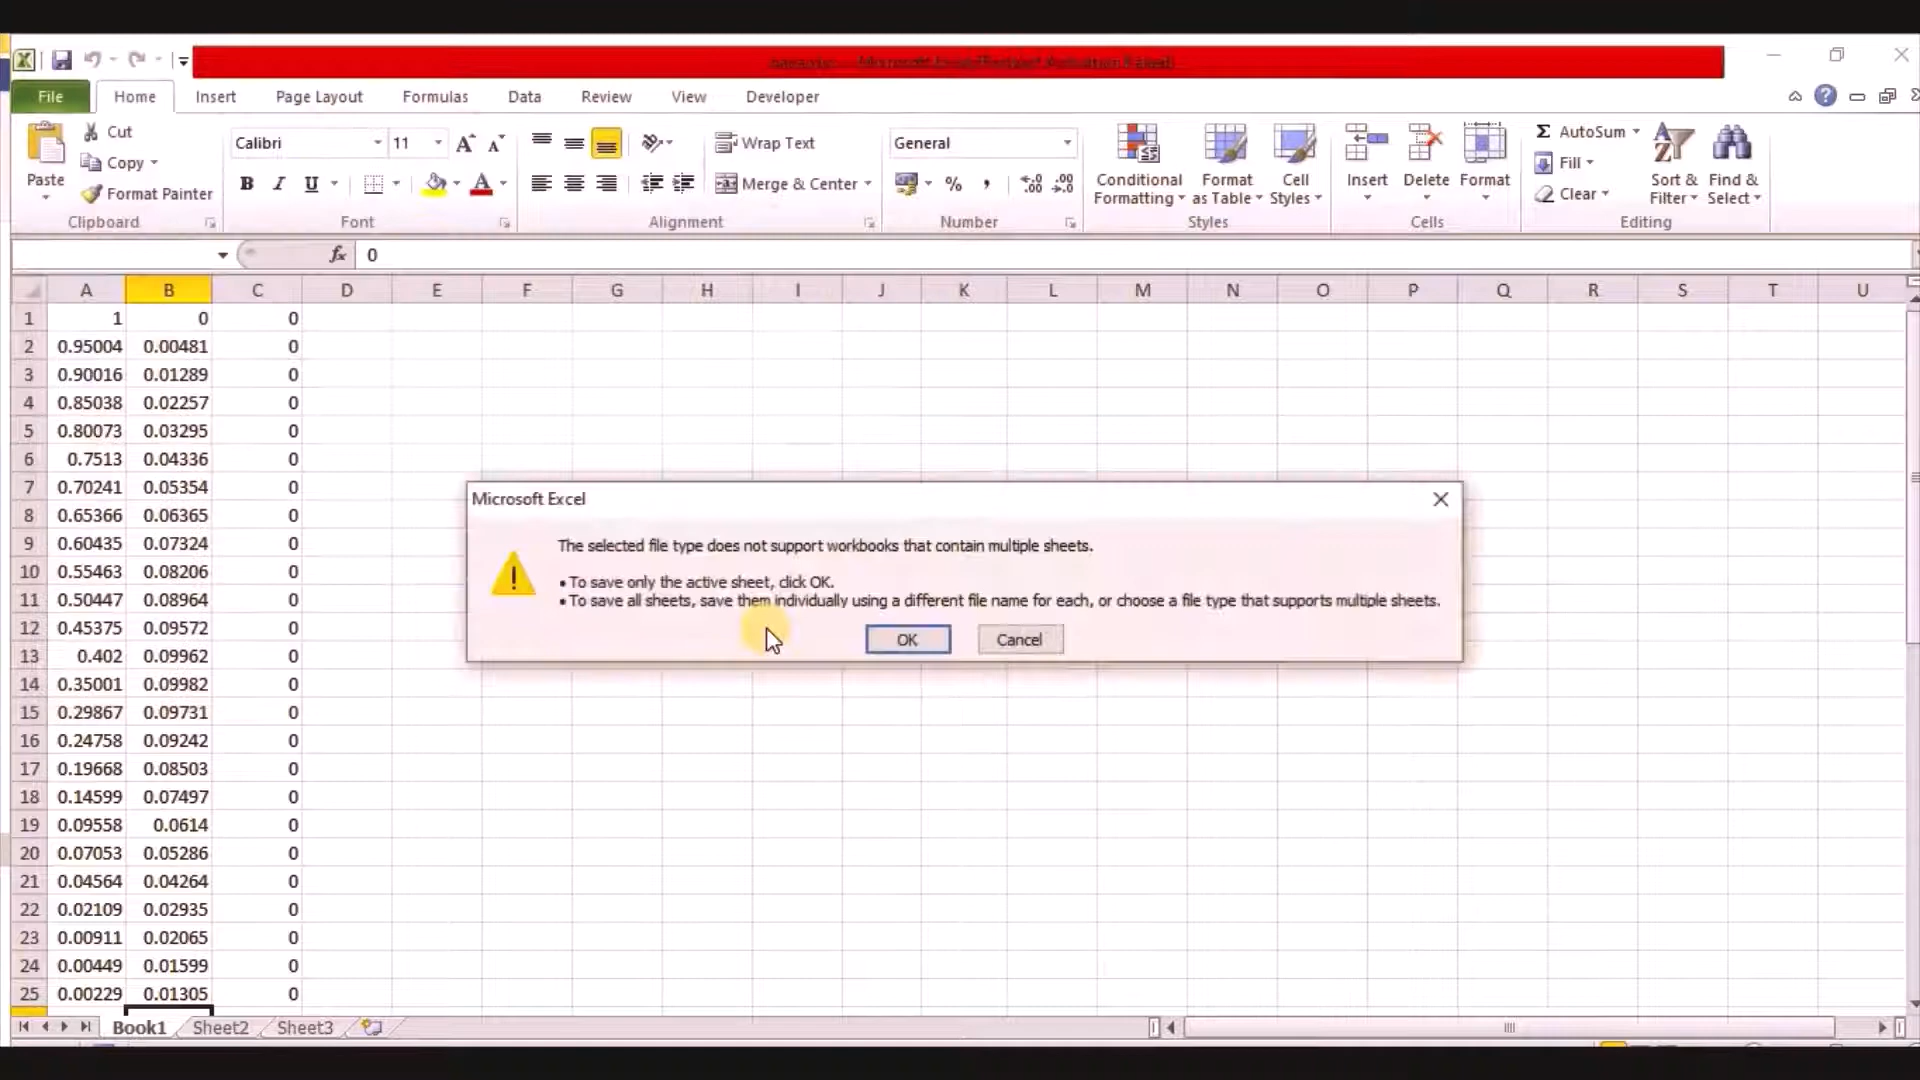 File Home Insert Page Layout Formulas Data Review View Developer
Cut
Copy
Format Painter
Paste
Clipboard
Calibri 11
B I U
Font
Wrap Text
Merge & Center
Alignment
General
Number
Conditional Formatting
Format as Table
Cell Styles
Styles
Insert Delete Format
Cells
AutoSum
Fill
Clear
Sort & Filter
Find & Select
Editing
fx 0
A B C D E F G H I J K L M N O P Q R S T U
1 1 0 0
2 0.95004 0.00481 0
3 0.90016 0.01289 0
4 0.85038 0.02257 0
5 0.80073 0.03295 0
6 0.7513 0.04336 0
7 0.70241 0.05354 0
8 0.65366 0.06365 0
9 0.60435 0.07324 0
10 0.55463 0.08206 0
11 0.50447 0.08964 0
12 0.45375 0.09572 0
13 0.402 0.09962 0
14 0.35001 0.09982 0
15 0.29867 0.09731 0
16 0.24758 0.09242 0
17 0.19668 0.08503 0
18 0.14599 0.07497 0
19 0.09558 0.0614 0
20 0.07053 0.05286 0
21 0.04564 0.04264 0
22 0.02109 0.02935 0
23 0.00911 0.02065 0
24 0.00449 0.01599 0
25 0.00229 0.01305 0
Microsoft Excel
The selected file type does not support workbooks that contain multiple sheets.
• To save only the active sheet, click OK.
• To save all sheets, save them individually using a different file name for each, or choose a file type that supports multiple sheets.
OK Cancel
Book1 Sheet2 Sheet3